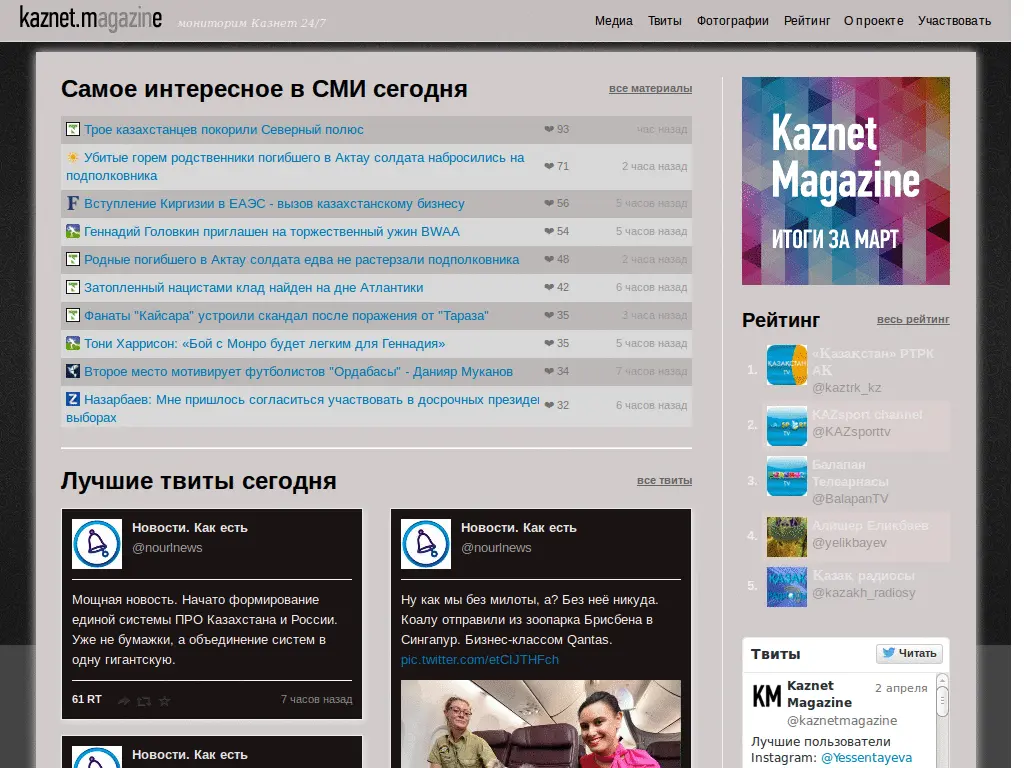 kaznet.magazine
мониторим Казнет 24/7
Медиа Твиты Фотографии Рейтинг О проекте Участвовать
Самое интересное в СМИ сегодня
все материалы
Трое казахстанцев покорили Северный полюс 93 час назад
Убитые горем родственники погибшего в Актау солдата набросились на
подполковника
71 2 часа назад
Вступление Киргизии в ЕАЭС - вызов казахстанскому бизнесу 56 5 часов назад
Геннадий Головкин приглашен на торжественный ужин BWAA 54 5 часов назад
Родные погибшего в Актау солдата едва не растерзали подполковника 48 2 часа назад
Затопленный нацистами клад найден на дне Атлантики 42 6 часов назад
Фанаты "Кайсара" устроили скандал после поражения от "Тараза" 35 3 часа назад
Тони Харрисон: «Бой с Монро будет легким для Геннадия» 35 5 часов назад
Второе место мотивирует футболистов "Ордабасы" - Данияр Муканов 34 7 часов назад
Назарбаев: Мне пришлось согласиться участвовать в досрочных президен
выборах
32 6 часов назад
Лучшие твиты сегодня
все твиты
Новости. Как есть
@nourlnews
Мощная новость. Начато формирование
единой системы ПРО Казахстана и России.
Уже не бумажки, а объединение систем в
одну гигантскую.
61 RT 7 часов назад
Новости. Как есть
Новости. Как есть
@nourlnews
Ну как мы без милоты, а? Без неё никуда.
Коалу отправили из зоопарка Брисбена в
Сингапур. Бизнес-классом Qantas.
pic.twitter.com/etCIJTHFch
Kaznet
Magazine
ИТОГИ ЗА МАРТ
Рейтинг
весь рейтинг
1. «Қазақстан» РТРК
АҚ
@kaztrk_kz
2. KAZsport channel
@KAZsporttv
3. Балапан
Телеарнасы
@BalapanTV
4. Алишер Еликбаев
@yelikbayev
5. Қазақ радиосы
@kazakh_radiosy
Твиты
Читать
KM
Kaznet
Magazine
2 апреля
@kaznetmagazine
Лучшие пользователи
Instagram: @Yessentayeva